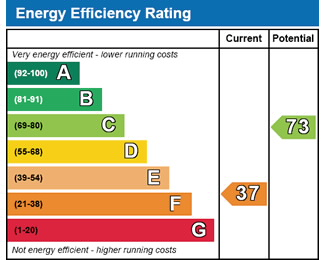 Energy Efficiency Rating
Current Potential
Very energy efficient - lower running costs
(92-100) A
(81-91) B
(69-80) C
73
(55-68) D
(39-54) E
(21-38) F
37
(1-20) G
Not energy efficient - higher running costs